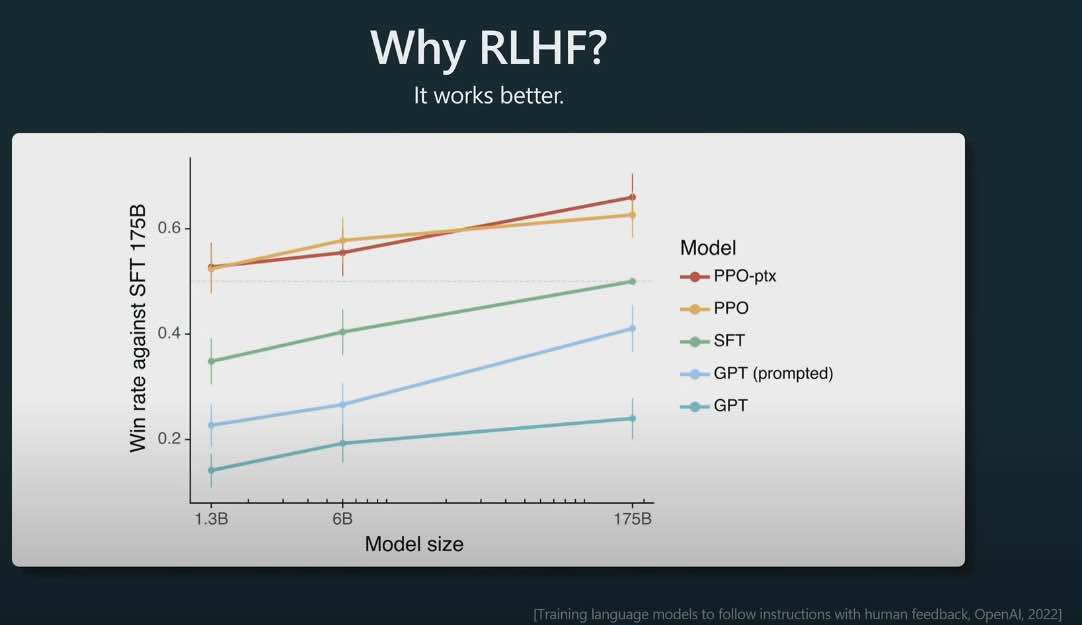 Why RLHF?
It works better.
Win rate against SFT 175B
0.6
0.4
0.2
1.3B
6B
175B
Model size
Model
PPO-ptx
PPO
SFT
GPT (prompted)
GPT
[Training language models to follow instructions with human feedback, OpenAI, 2022]